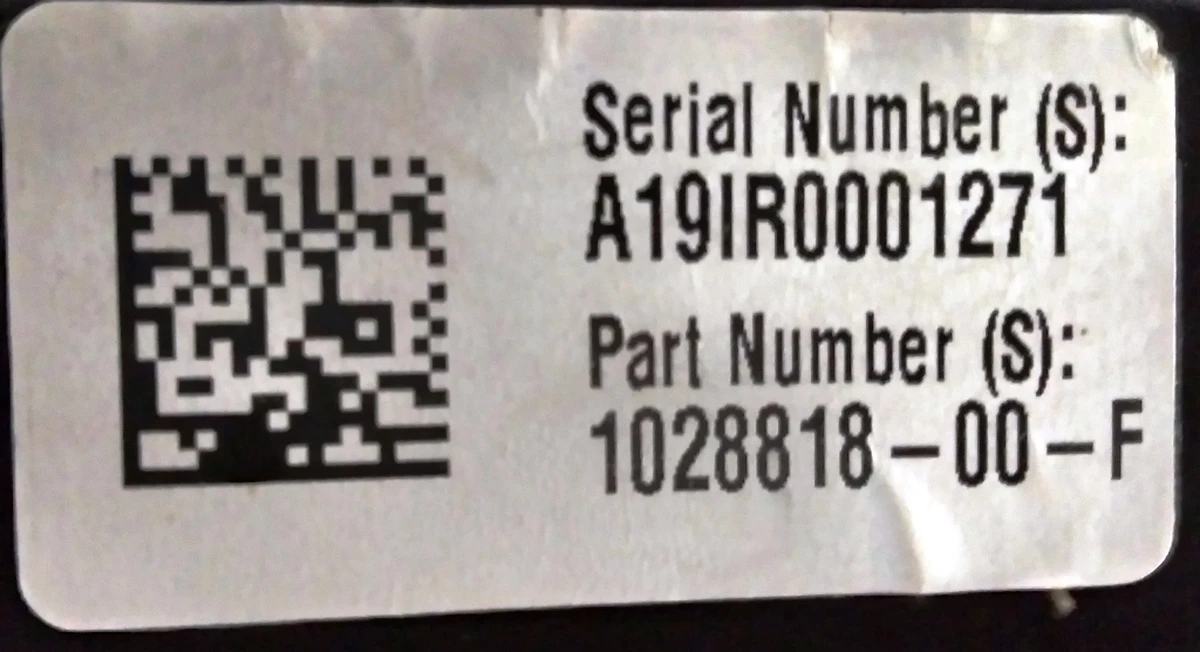 Serial Number (S):
A19IR0001271
Part Number (S):
1028818-00-F